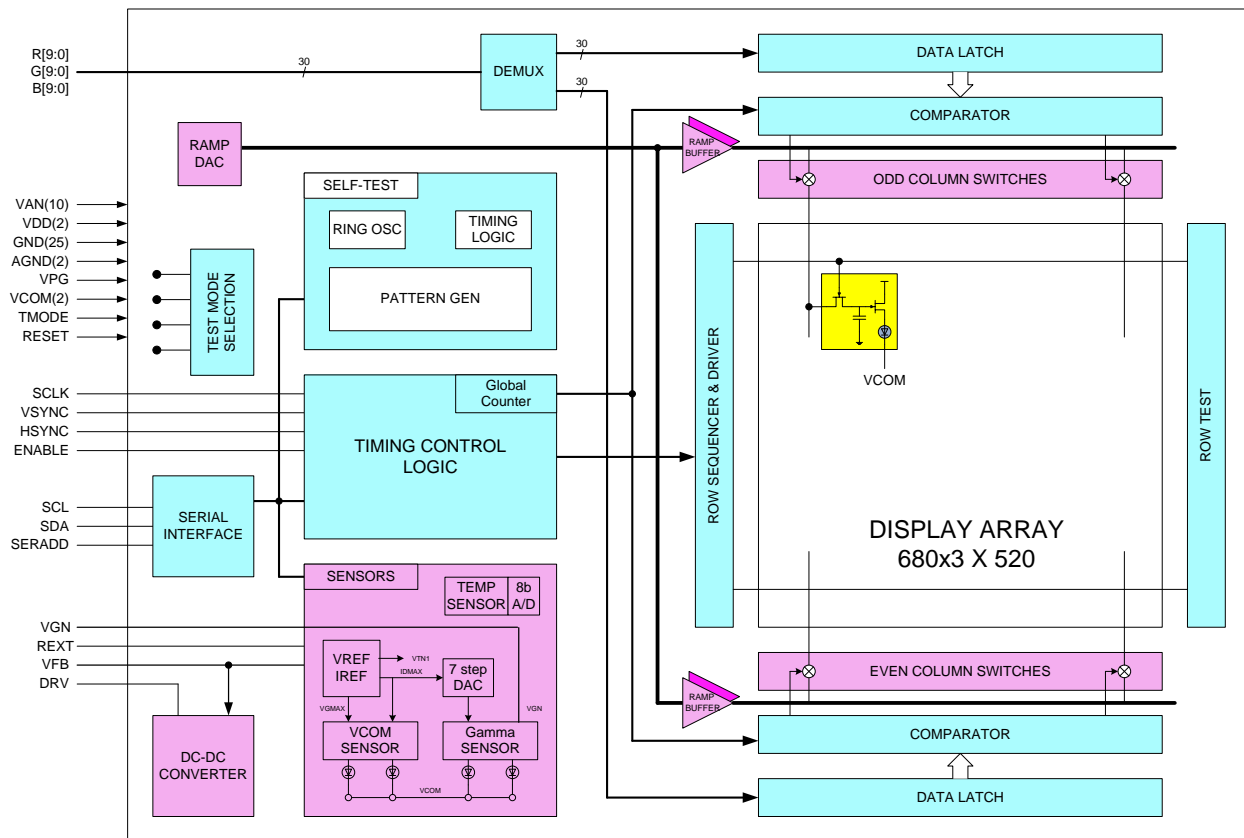 R[9:0]
G[9:0]
B[9:0]
30
DEMUX
30
30
DATA LATCH
COMPARATOR
RAMP
DAC
RAMP
BUFFER
ODD COLUMN SWITCHES
SELF-TEST
RING OSC
TIMING
LOGIC
PATTERN GEN
VAN(10)
VDD(2)
GND(25)
AGND(2)
VPG
VCOM(2)
TMODE
RESET
TEST MODE
SELECTION
SCLK
VSYNC
HSYNC
ENABLE
Global
Counter
TIMING CONTROL
LOGIC
ROW SEQUENCER & DRIVER
VCOM
DISPLAY ARRAY
680x3 X 520
ROW TEST
SCL
SDA
SERADD
SERIAL
INTERFACE
SENSORS
TEMP
SENSOR
8b
A/D
VGN
REXT
VFB
DRV
VREF
IREF
VTN1
IDMAX
7 step
DAC
VGMAX
VGN
VCOM
SENSOR
Gamma
SENSOR
VCOM
DC-DC
CONVERTER
EVEN COLUMN SWITCHES
RAMP
BUFFER
COMPARATOR
DATA LATCH